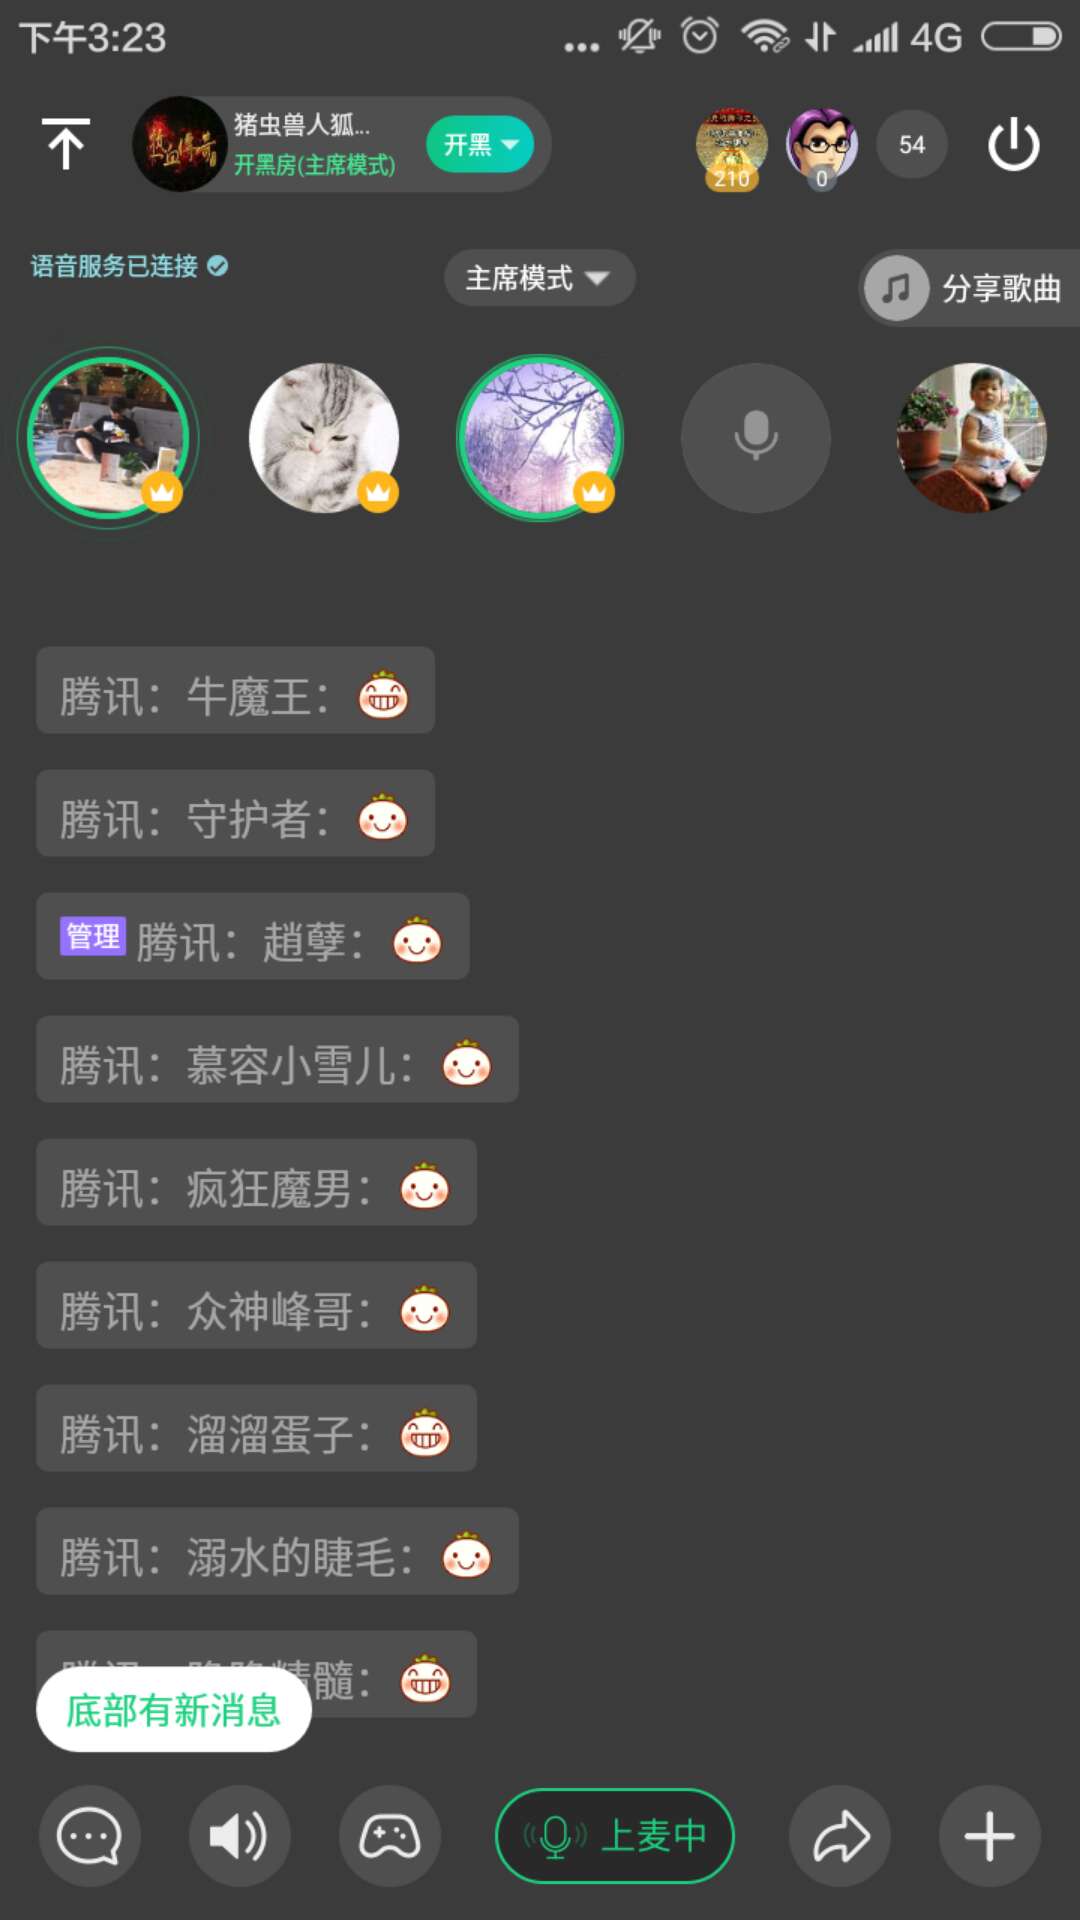 下午3:23
4G
猪虫兽人狐...
开黑房(主席模式)
开黑
210
0
54
语音服务已连接
主席模式
分享歌曲
腾讯：牛魔王：
腾讯：守护者：
管理 腾讯：趙孽：
腾讯：慕容小雪儿：
腾讯：疯狂魔男：
腾讯：众神峰哥：
腾讯：溜溜蛋子：
腾讯：溺水的睫毛：
髓：
底部有新消息
上麦中